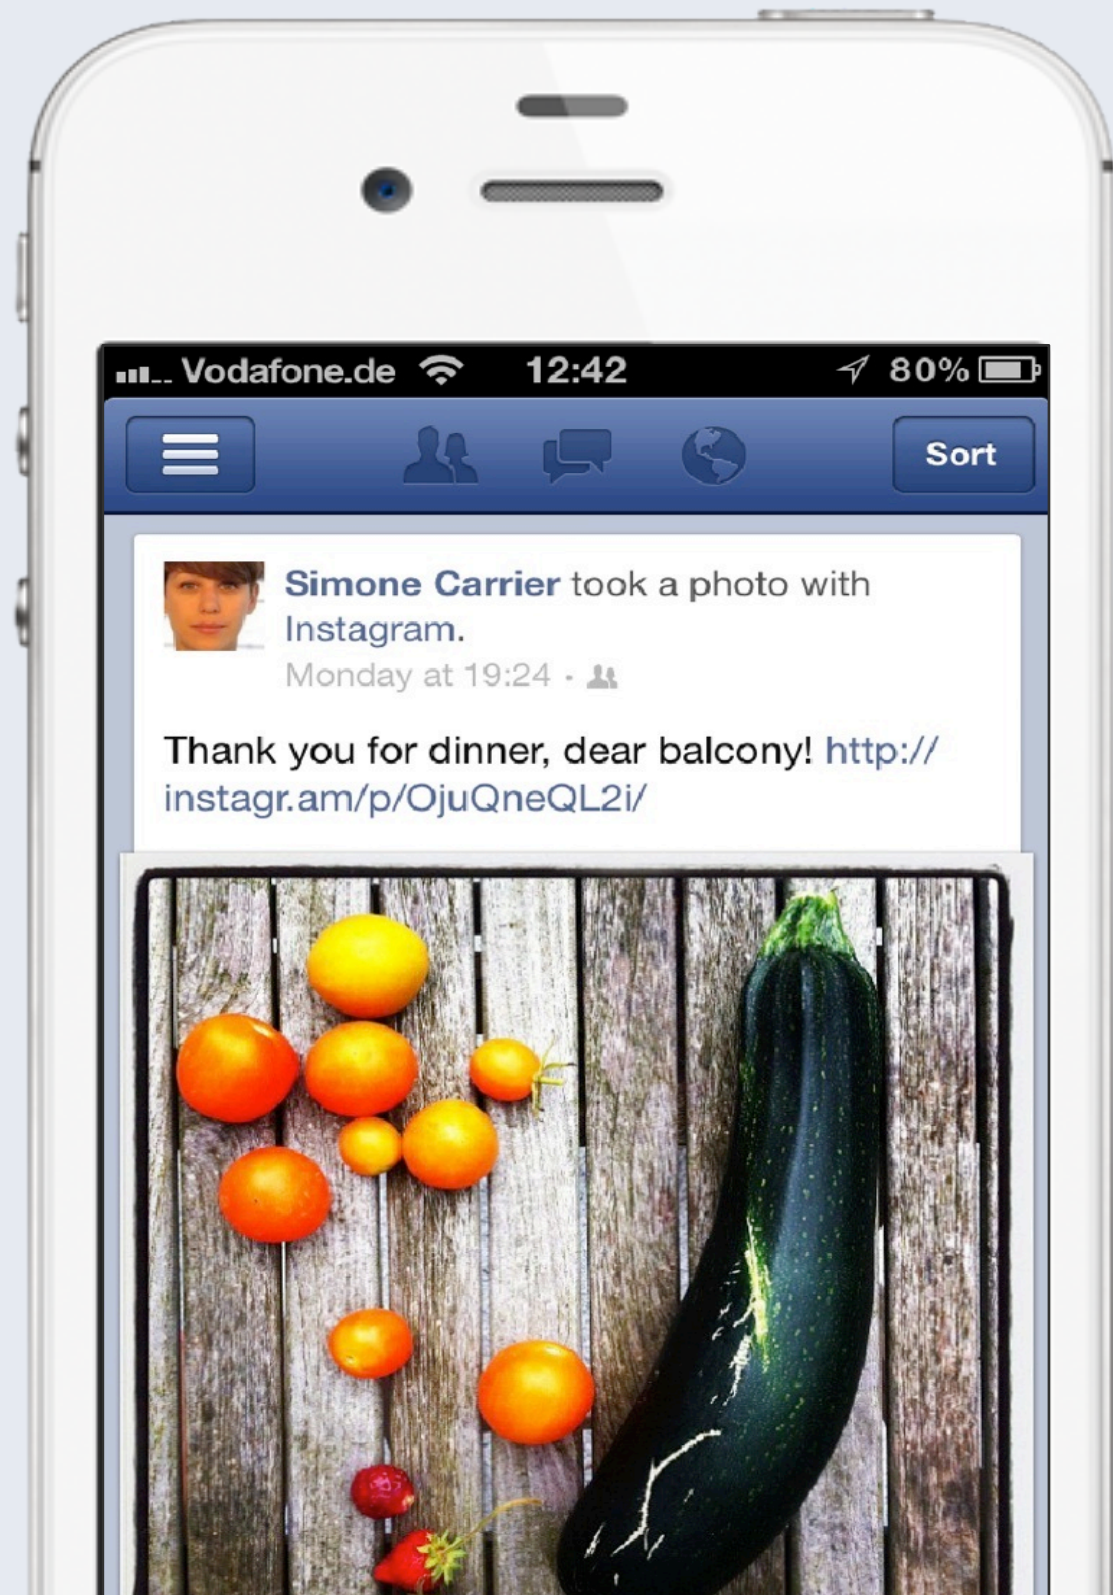 Vodafone.de 12:42 80%
Sort
Simone Carrier took a photo with
Instagram.
Monday at 19:24 ·
Thank you for dinner, dear balcony! http://
instagr.am/p/OjuQneQL2i/